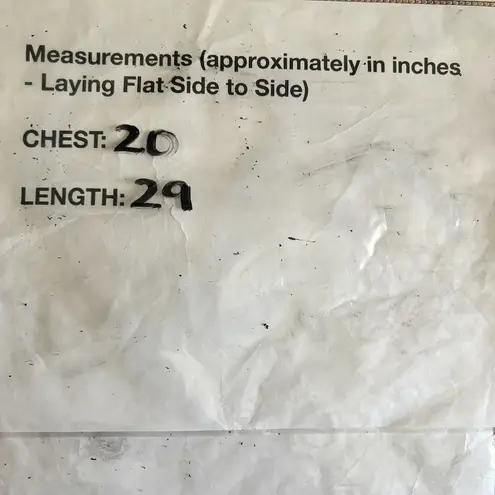 Measurements (approximately in inches
- Laying Flat Side to Side)
CHEST: 20
LENGTH: 29